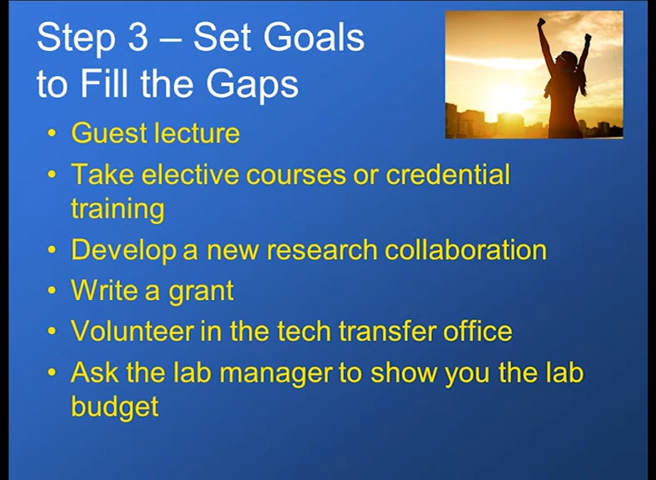 Step 3 – Set Goals
to Fill the Gaps
• Guest lecture
• Take elective courses or credential
training
• Develop a new research collaboration
• Write a grant
• Volunteer in the tech transfer office
• Ask the lab manager to show you the lab
budget